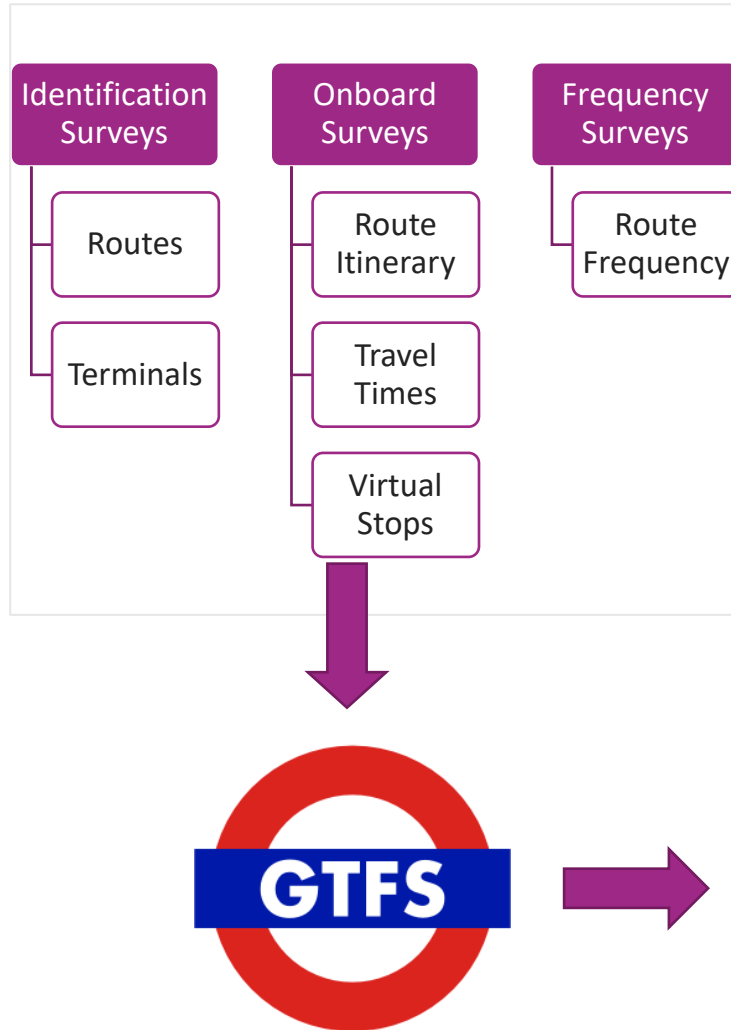 Identification
Surveys
Routes
Terminals
Onboard
Surveys
Route
Itinerary
Travel
Times
Virtual
Stops
Frequency
Surveys
Route
Frequency
GTFS